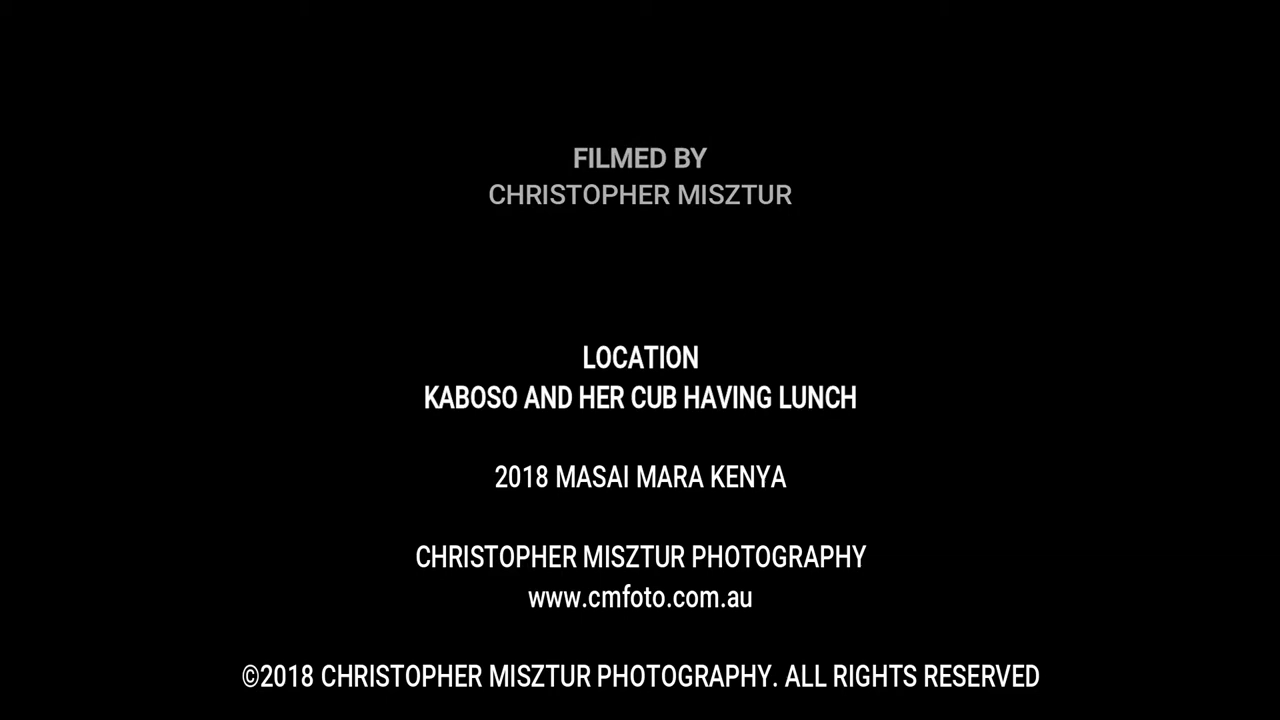 FILMED BY
CHRISTOPHER MISZTUR
LOCATION
KABOSO AND HER CUB HAVING LUNCH
2018 MASAI MARA KENYA
CHRISTOPHER MISZTUR PHOTOGRAPHY
www.cmfoto.com.au
©2018 CHRISTOPHER MISZTUR PHOTOGRAPHY. ALL RIGHTS RESERVED